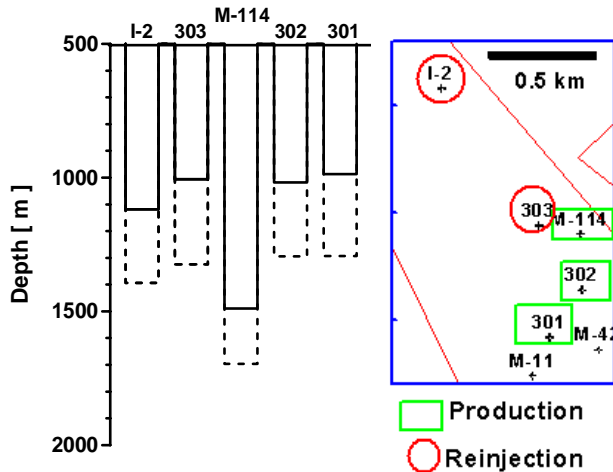 M-114
I-2 303 302 301
500
1000
1500
2000
Depth [ m ]
I-2
0.5 km
303
M-114
302
301
M-42
M-11
Production
Reinjection